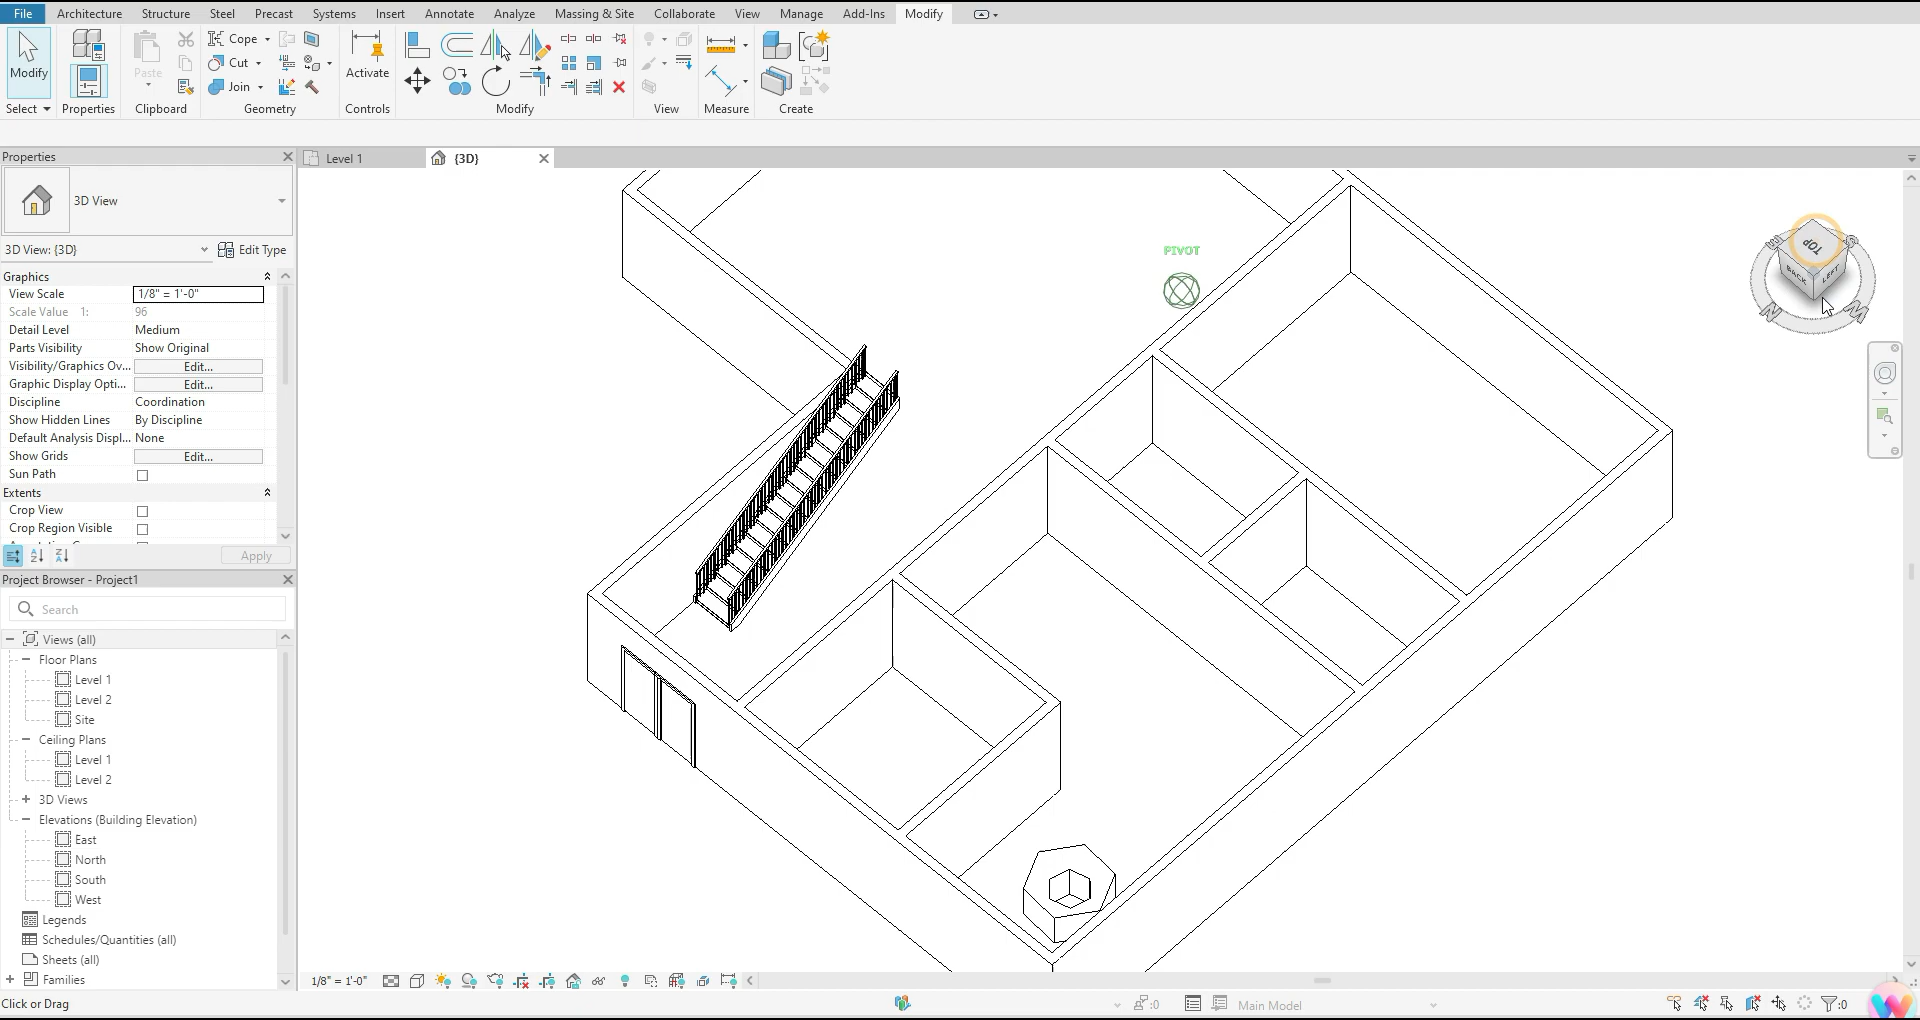 File Architecture Structure Steel Precast Systems Insert Annotate Analyze Massing & Site Collaborate View Manage Add-Ins Modify
Modify
Select
Properties
Paste
Clipboard
Cope
Cut
Join
Geometry
Activate
Controls
Modify
View
Measure
Create
Properties
Level 1
{3D}
3D View
3D View: {3D}
Edit Type
Graphics
View Scale 1/8" = 1'-0"
Scale Value 1: 96
Detail Level Medium
Parts Visibility Show Original
Visibility/Graphics Ov... Edit...
Graphic Display Opti... Edit...
Discipline Coordination
Show Hidden Lines By Discipline
Default Analysis Displ... None
Show Grids Edit...
Sun Path
Extents
Crop View
Crop Region Visible
Apply
Project Browser - Project1
Search
Views (all)
Floor Plans
Level 1
Level 2
Site
Ceiling Plans
Level 1
Level 2
3D Views
Elevations (Building Elevation)
East
North
South
West
Legends
Schedules/Quantities (all)
Sheets (all)
Families
PIVOT
TOP
BACK
LEFT
N
W
S
E
1/8" = 1'-0"
Click or Drag
:0
Main Model
:0